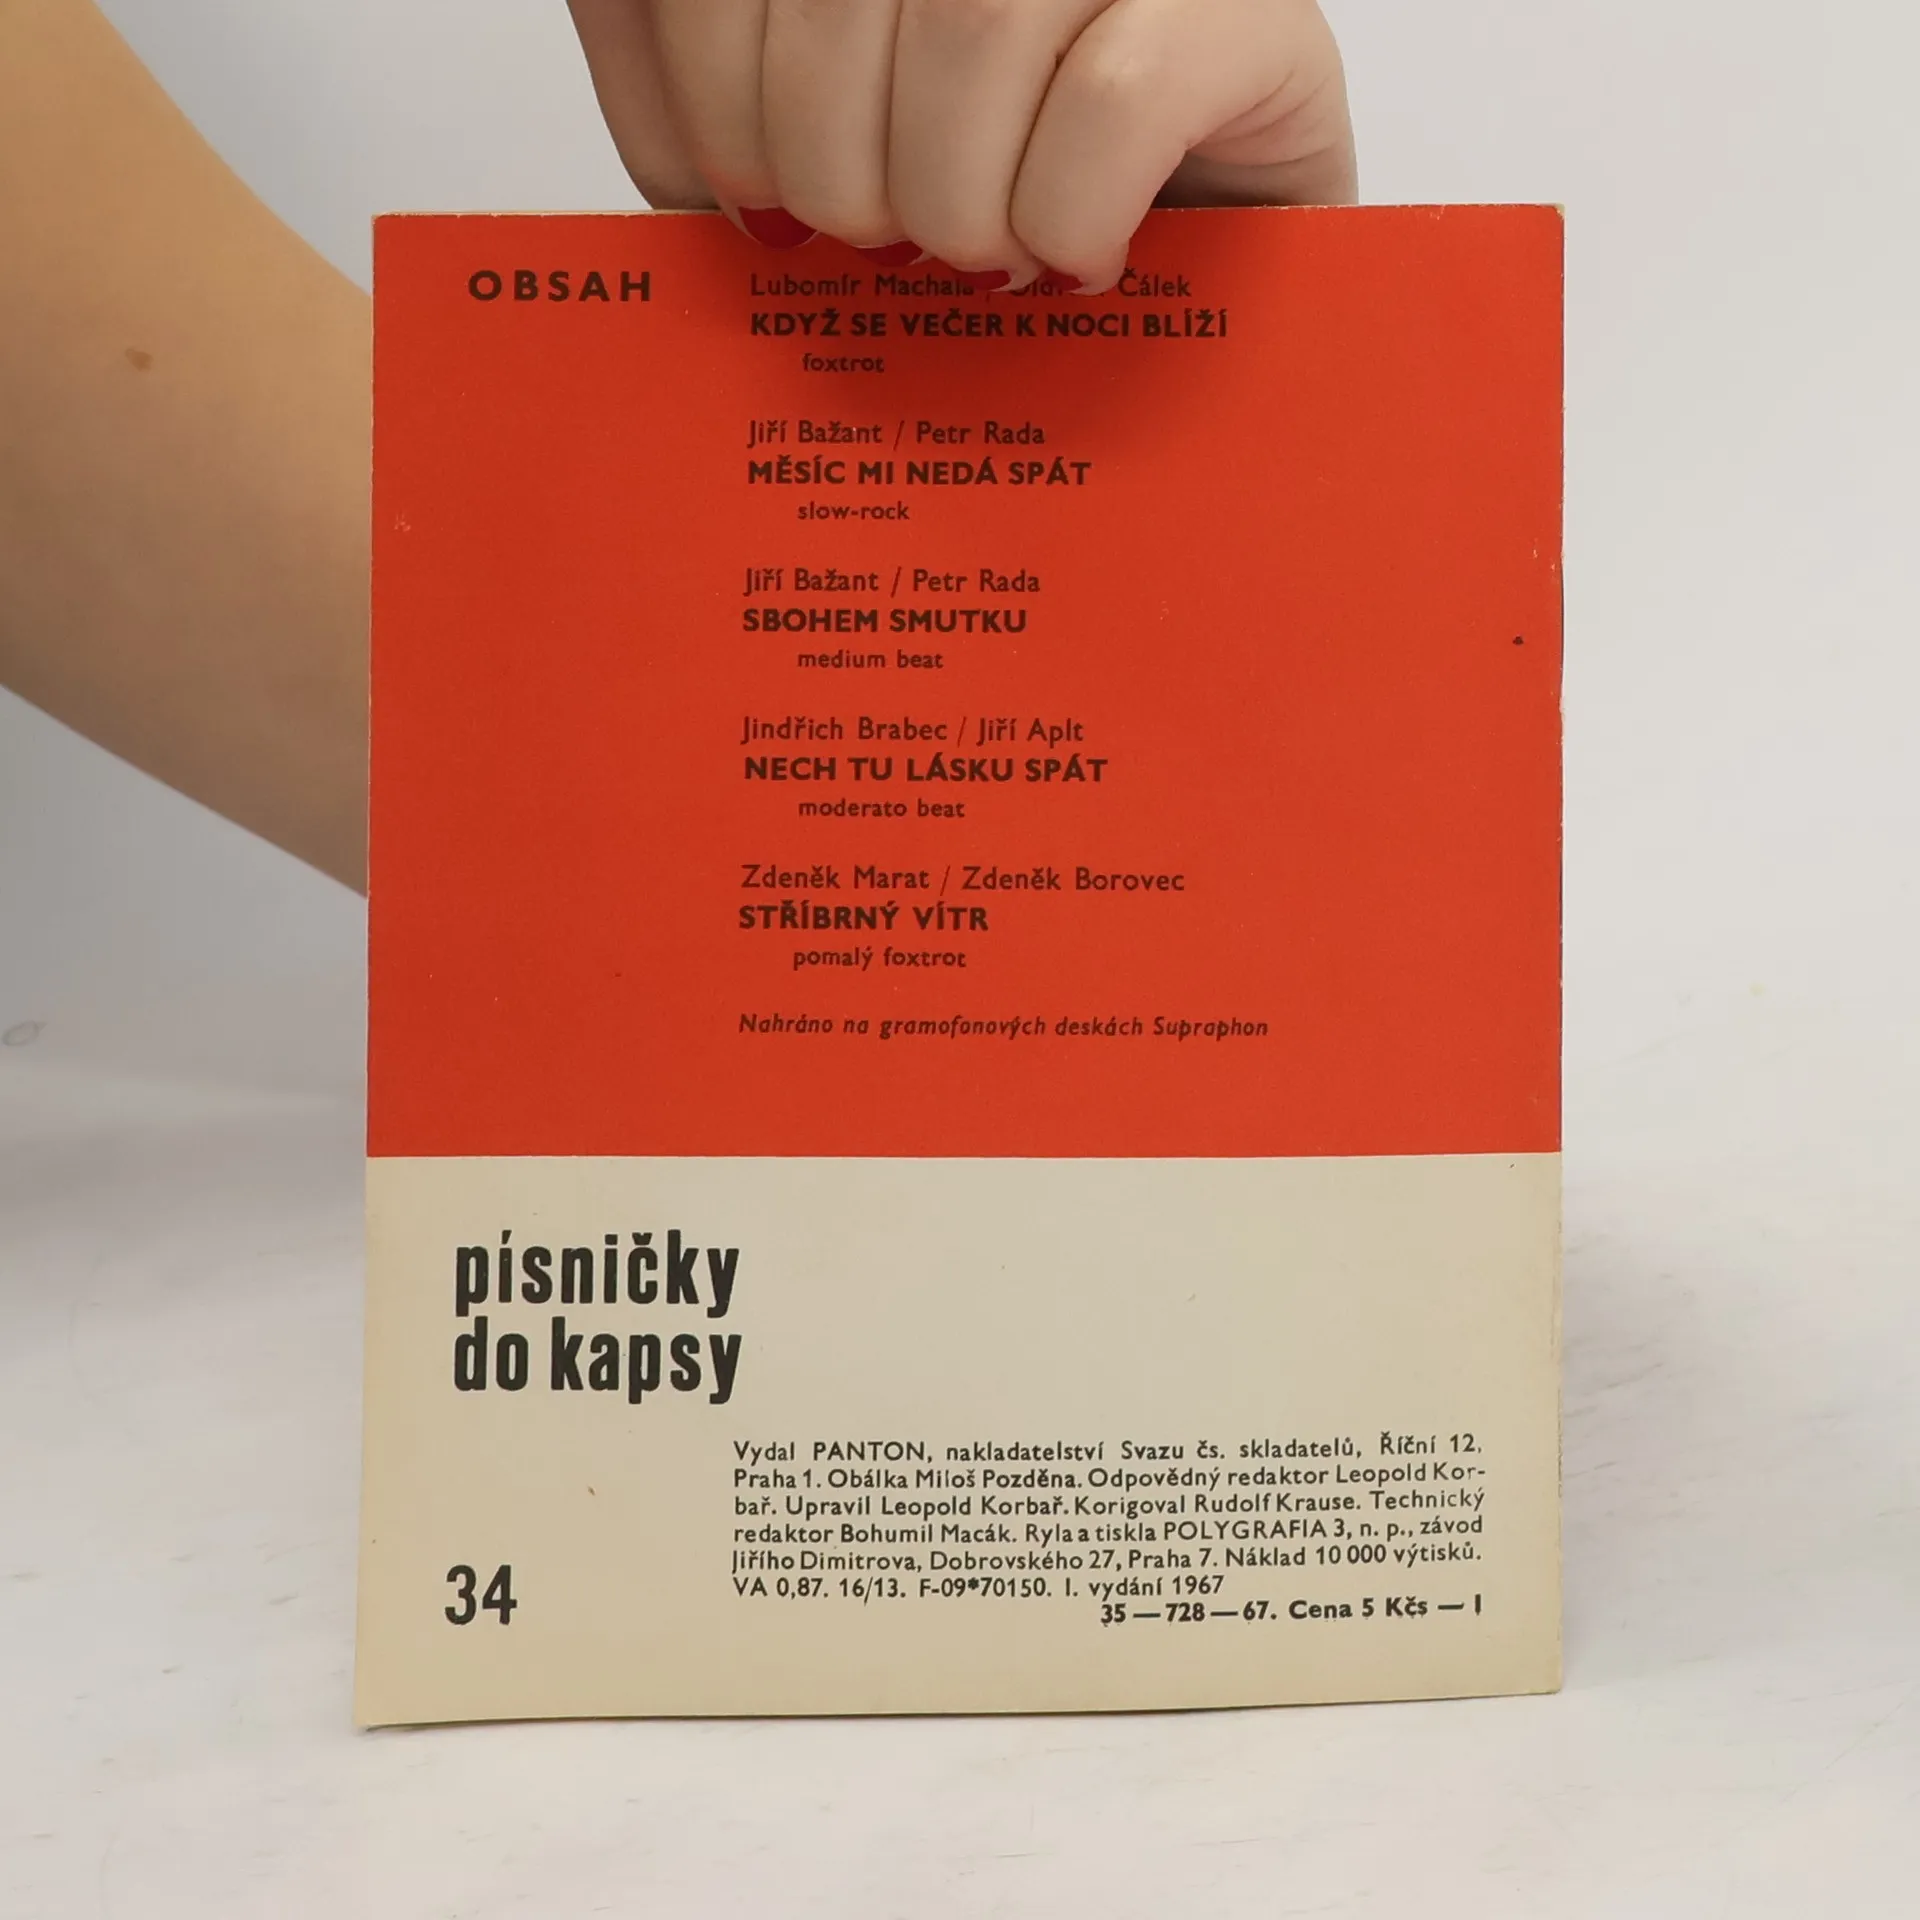 OBSAH
Lubomír Machala / Čálek
KDYŽ SE VEČER K NOCI BLÍŽÍ
foxtrot
Jiří Bažant / Petr Rada
MĚSÍC MI NEDÁ SPÁT
slow-rock
Jiří Bažant / Petr Rada
SBOHEM SMUTKU
medium beat
Jindřich Brabec / Jiří Aplt
NECH TU LÁSKU SPÁT
moderato beat
Zdeněk Marat / Zdeněk Borovec
STŘÍBRNÝ VÍTR
pomalý foxtrot
Nahráno na gramofonových deskách Supraphon
písničky
do kapsy
34
Vydal PANTON, nakladatelství Svazu čs. skladatelů, Říční 12,
Praha 1. Obálka Miloš Pozděna. Odpovědný redaktor Leopold Kor-
bař. Upravil Leopold Korbař. Korigoval Rudolf Krause. Technický
redaktor Bohumil Macák. Ryla a tiskla POLYGRAFIA 3, n. p., závod
Jiřího Dimitrova, Dobrovského 27, Praha 7. Náklad 10 000 výtisků.
VA 0,87. 16/13. F-09*70150. I. vydání 1967
35—728—67. Cena 5 Kčs — I